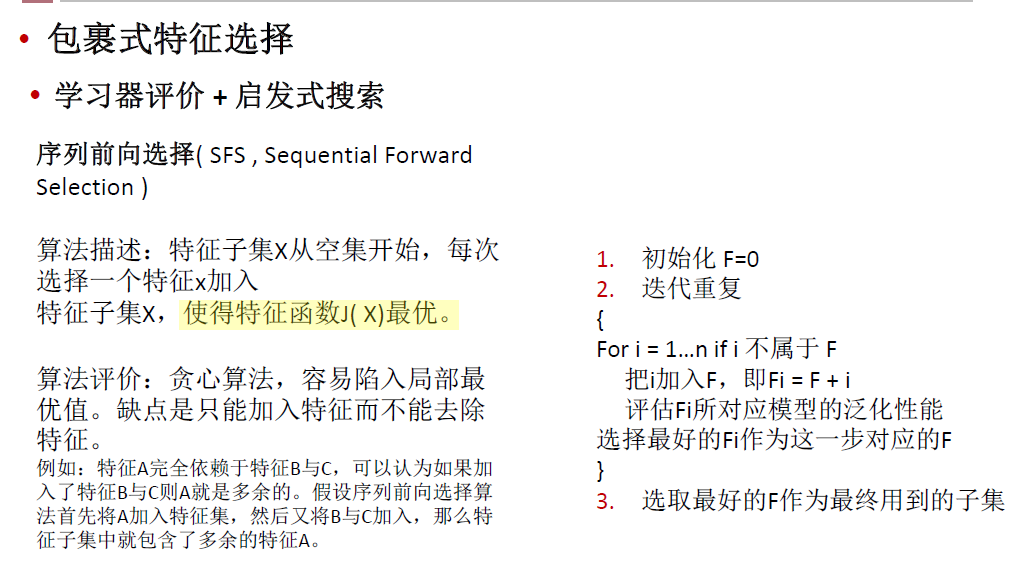 • 包裹式特征选择
• 学习器评价 + 启发式搜索
序列前向选择( SFS , Sequential Forward
Selection )
算法描述：特征子集X从空集开始，每次
选择一个特征x加入
特征子集X，使得特征函数J( X)最优。
算法评价：贪心算法，容易陷入局部最
优值。缺点是只能加入特征而不能去除
特征。
例如：特征A完全依赖于特征B与C，可以认为如果加
入了特征B与C则A就是多余的。假设序列前向选择算
法首先将A加入特征集，然后又将B与C加入，那么特
征子集中就包含了多余的特征A。
1. 初始化 F=0
2. 迭代重复
{
For i = 1…n if i 不属于 F
把i加入F，即Fi = F + i
评估Fi所对应模型的泛化性能
选择最好的Fi作为这一步对应的F
}
3. 选取最好的F作为最终用到的子集